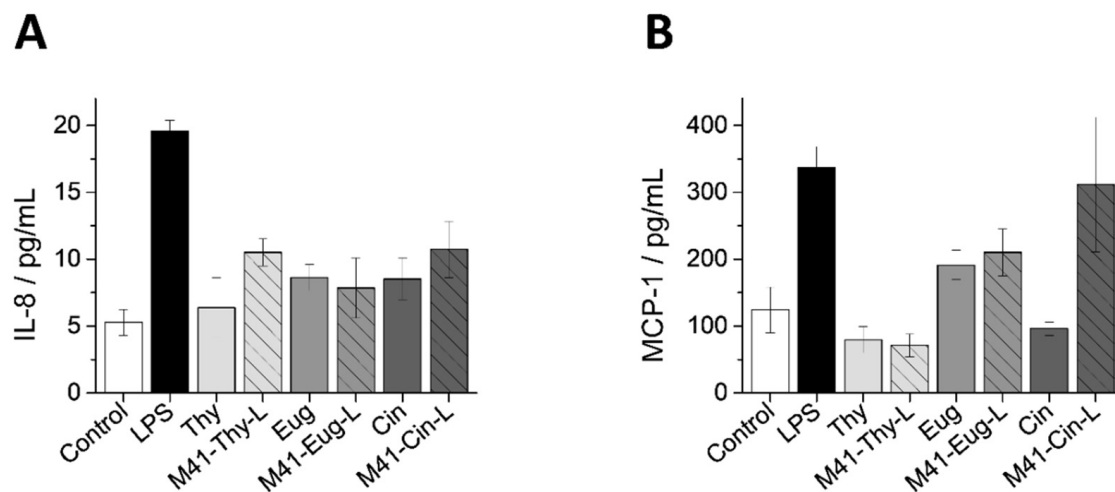 A
IL-8 / pg/mL
20
15
10
5
0
Control
LPS
Thy
M41-Thy-L
Eug
M41-Eug-L
Cin
M41-Cin-L
B
MCP-1 / pg/mL
400
300
200
100
0
Control
LPS
Thy
M41-Thy-L
Eug
M41-Eug-L
Cin
M41-Cin-L